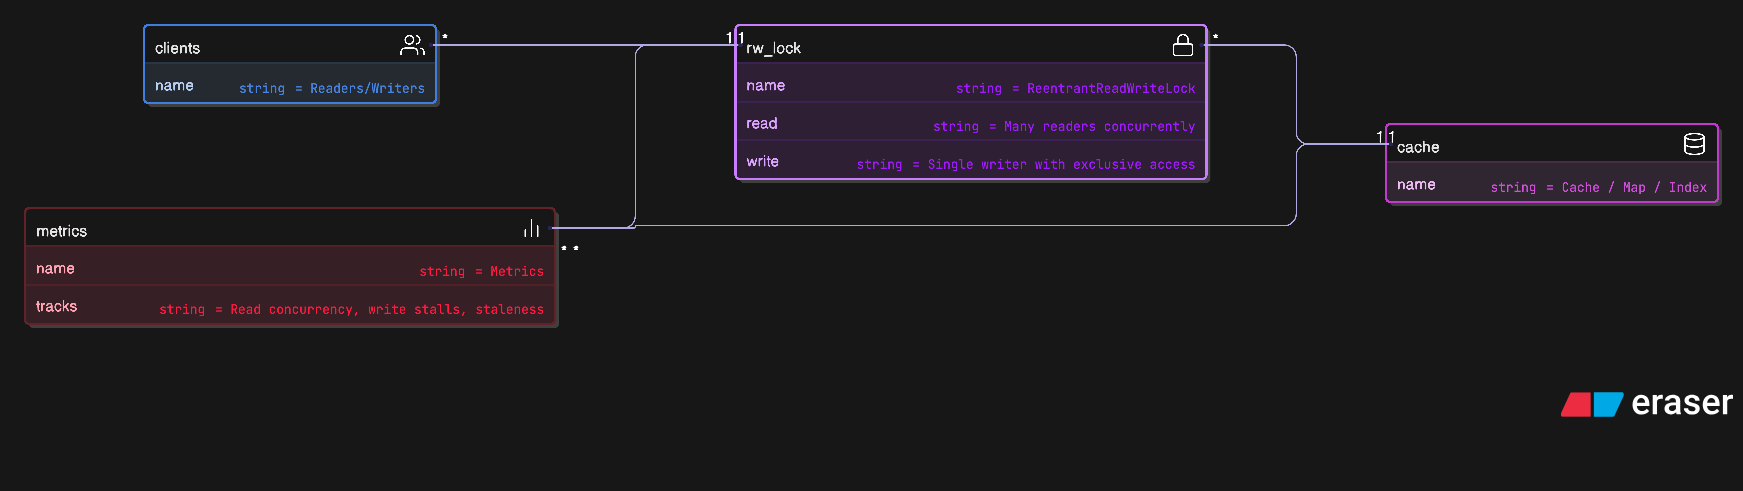 clients
*
name string = Readers/Writers
1 1
rw_lock
*
name string = ReentrantReadWriteLock
read string = Many readers concurrently
write string = Single writer with exclusive access
1 1
cache
name string = Cache / Map / Index
metrics
* *
name string = Metrics
tracks string = Read concurrency, write stalls, staleness
eraser